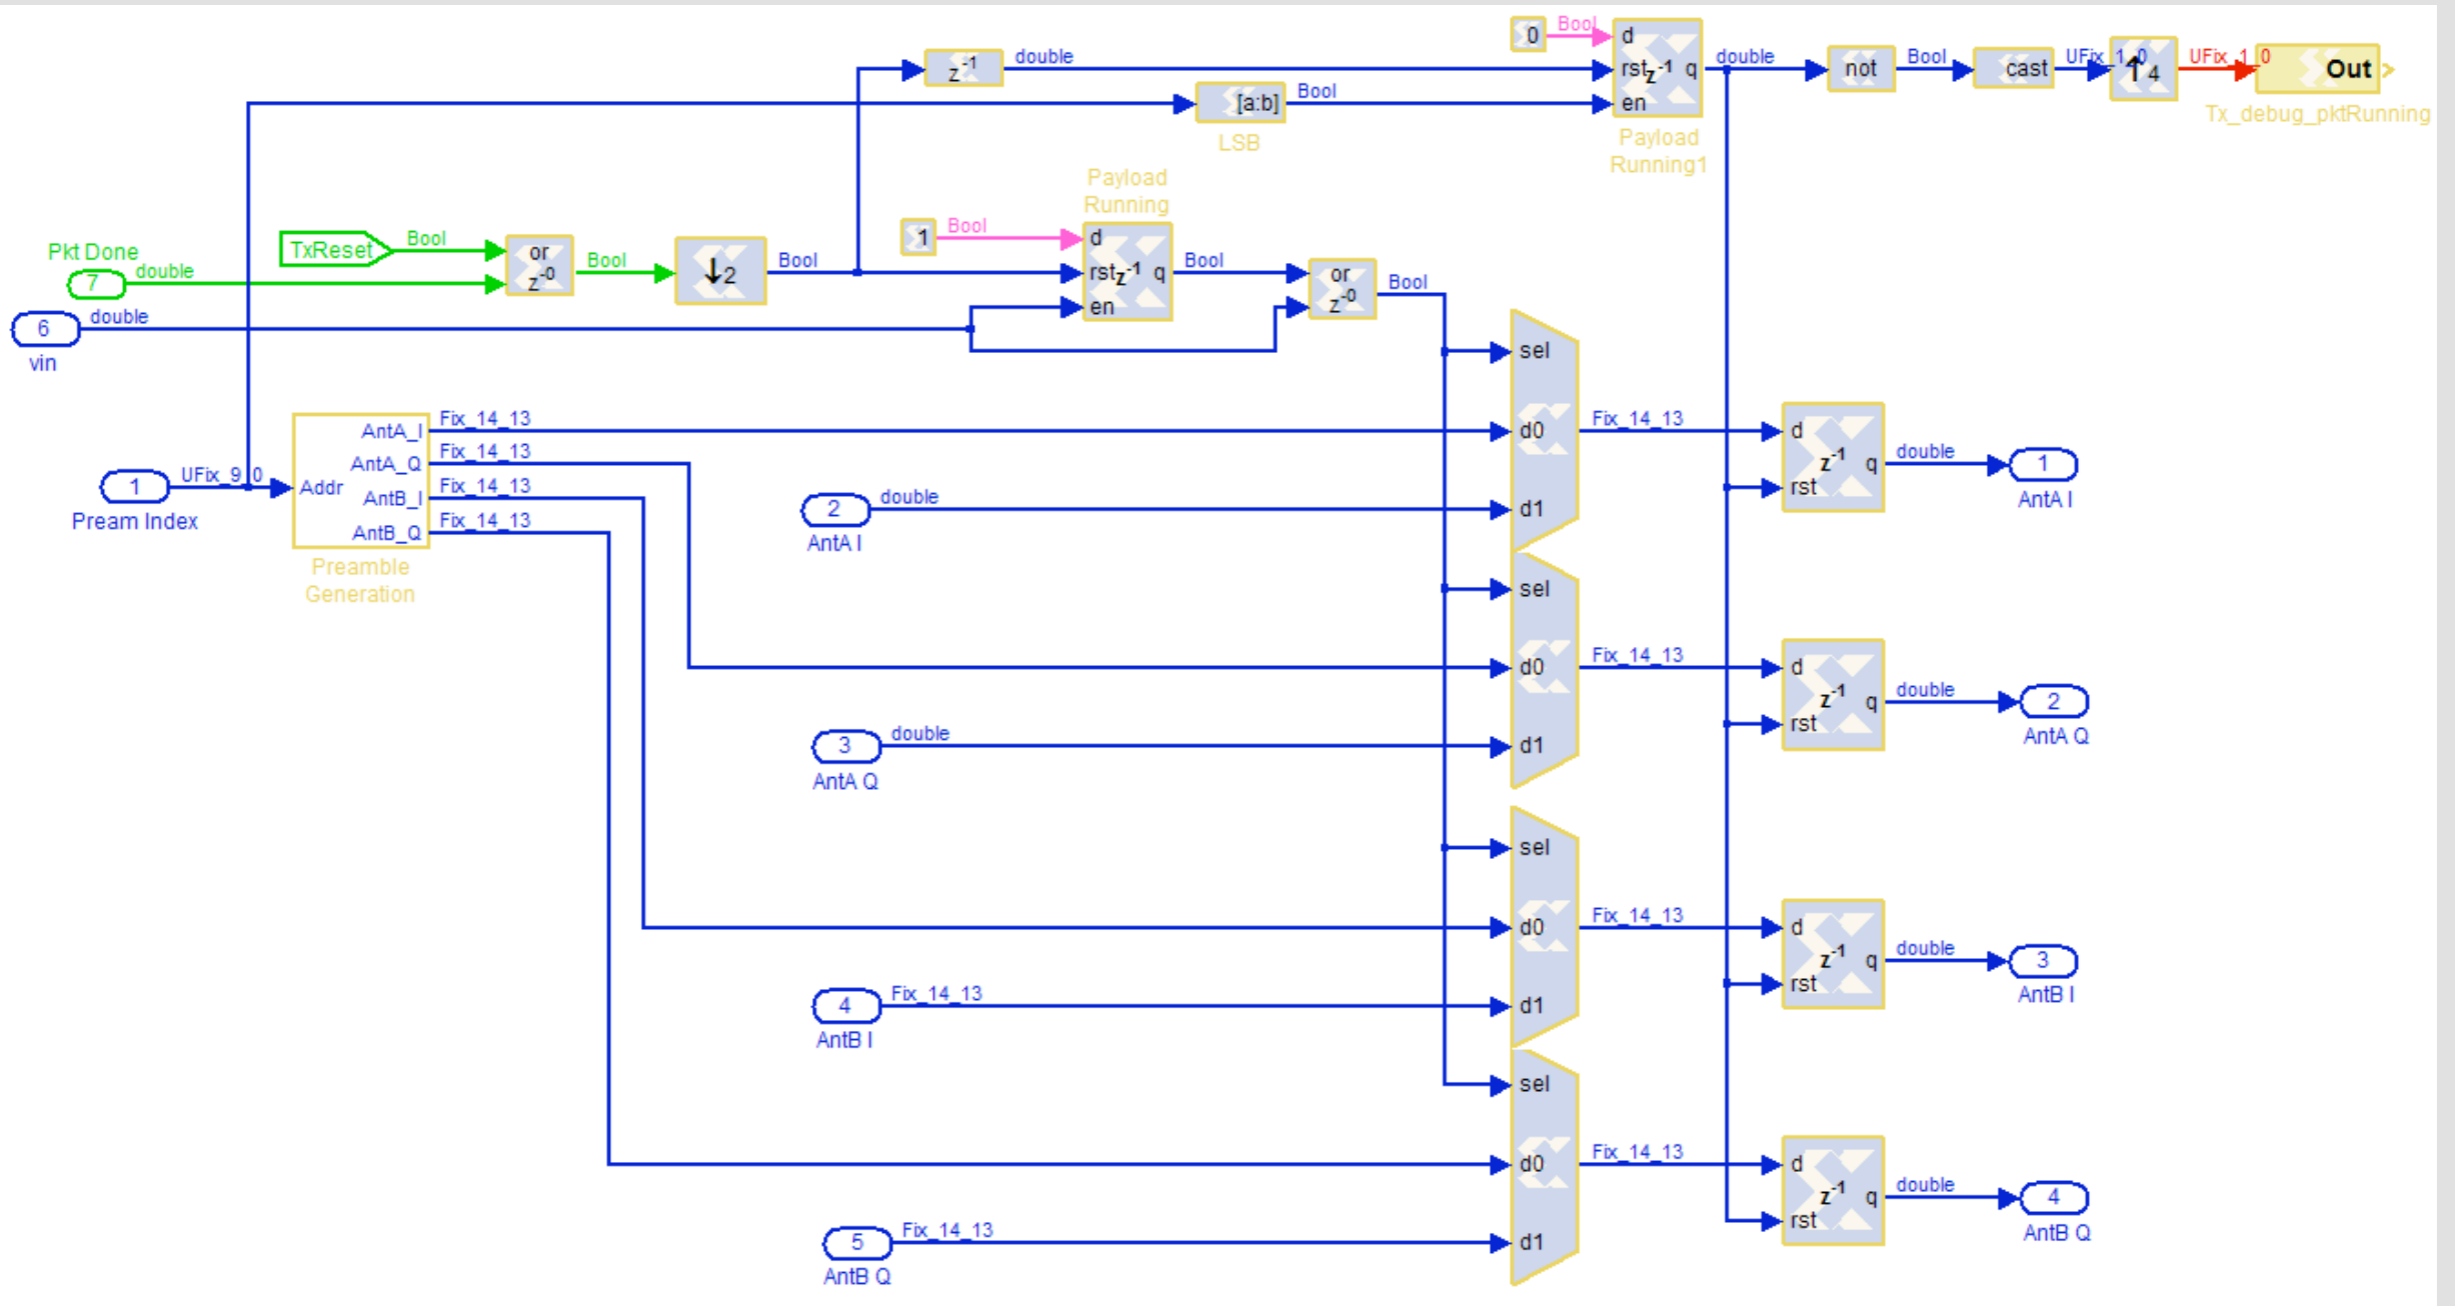 0
Bool
d
rst
z-1
q
en
Payload
Running1
double
not
Bool
cast
UFix_1_0
↑4
UFix_1_0
Out
Tx_debug_pktRunning
z-1
double
[a:b]
Bool
LSB
Payload
Running
1
Bool
d
rst
z-1
q
en
Bool
or
z-0
Bool
Pkt Done
7
double
TxReset
Bool
or
z-0
Bool
↓2
Bool
6
double
vin
1
UFix_9_0
Pream Index
Addr
AntA_I
AntA_Q
AntB_I
AntB_Q
Fix_14_13
Fix_14_13
Fix_14_13
Fix_14_13
Preamble
Generation
2
double
AntA I
sel
d0
d1
Fix_14_13
d
z-1
q
rst
double
1
AntA I
3
double
AntA Q
sel
d0
d1
Fix_14_13
d
z-1
q
rst
double
2
AntA Q
4
Fix_14_13
AntB I
sel
d0
d1
Fix_14_13
d
z-1
q
rst
double
3
AntB I
5
Fix_14_13
AntB Q
sel
d0
d1
Fix_14_13
d
z-1
q
rst
double
4
AntB Q